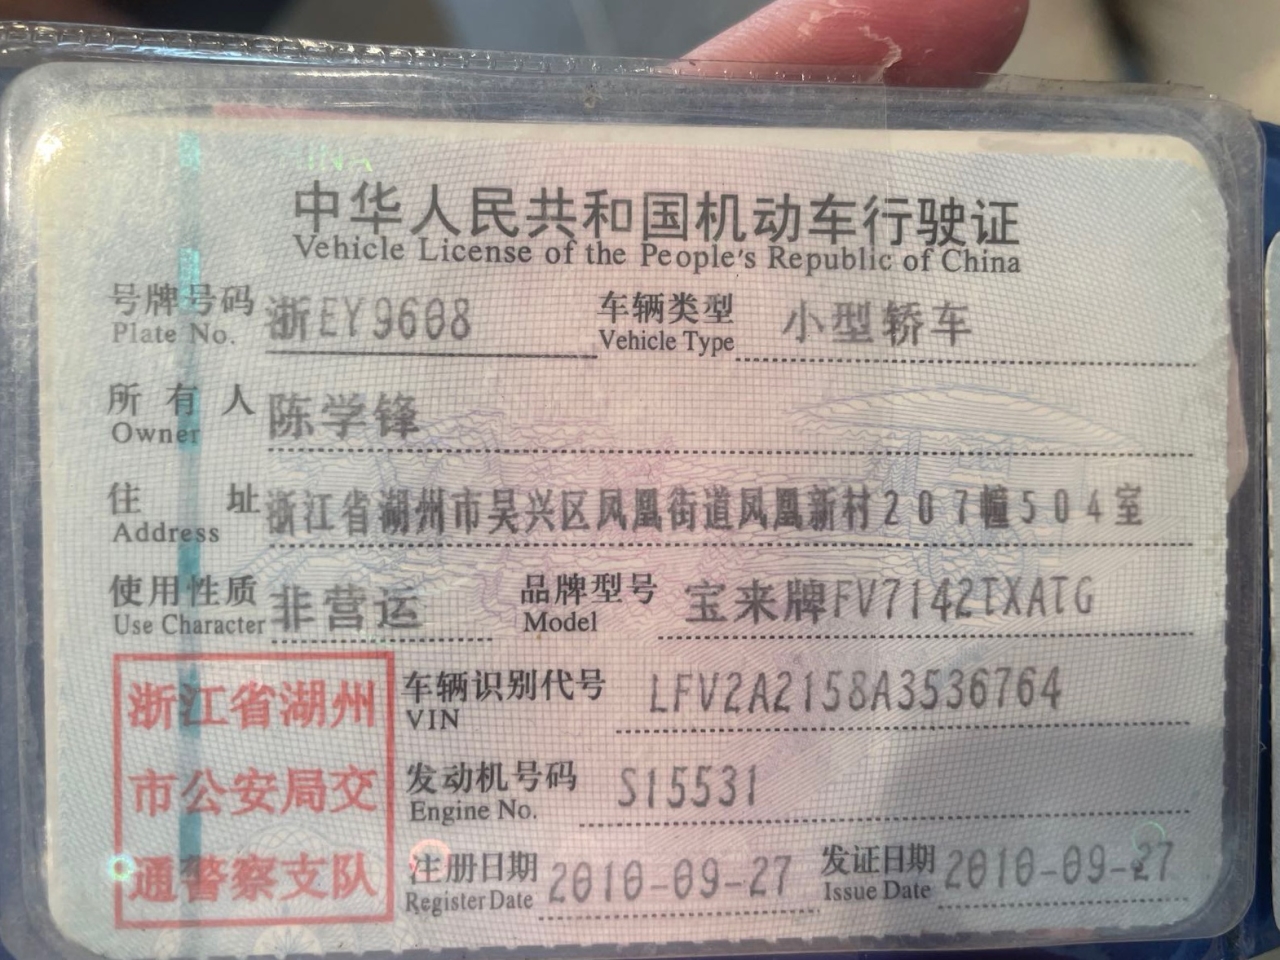 中华人民共和国机动车行驶证
Vehicle License of the People's Republic of China
号牌号码 浙EY9608 车辆类型 小型轿车
Plate No. Vehicle Type
所有人 陈学锋
Owner
住址 浙江省湖州市吴兴区凤凰街道凤凰新村207幢504室
Address
使用性质 非营运 品牌型号 宝来牌FV7142TXATG
Use Character Model
浙江省湖州
市公安局交
通警察支队
车辆识别代号 LFV2A2158A3536764
VIN
发动机号码 S15531
Engine No.
注册日期 2010-09-27 发证日期 2010-09-27
Register Date Issue Date